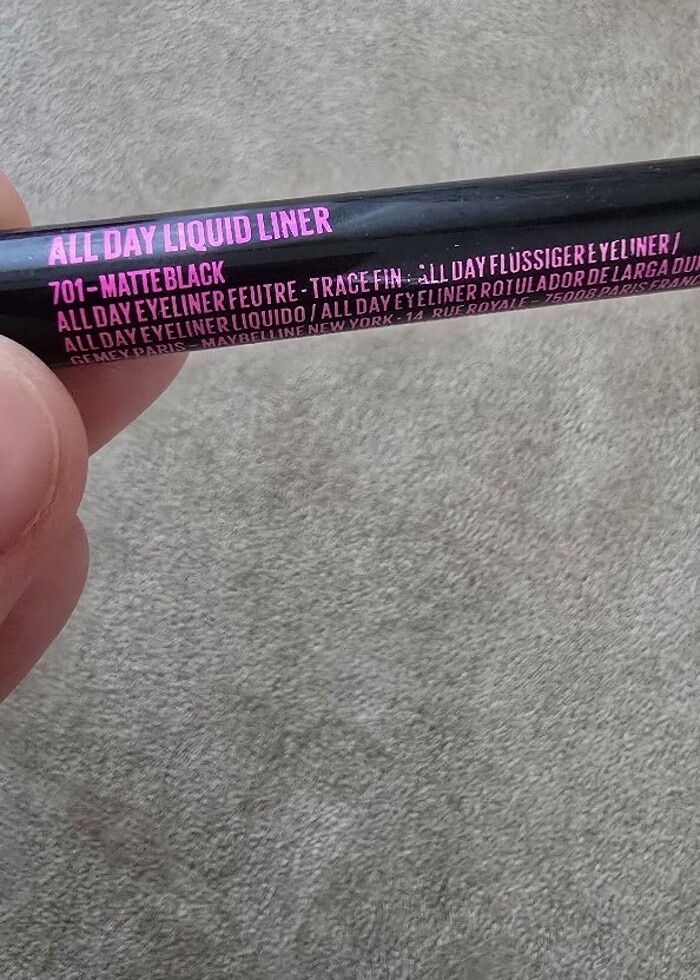 ALL DAY LIQUID LINER
701 - MATTE BLACK
ALL DAY EYELINER FEUTRE - TRACE FIN / ALL DAY FLÜSSIGER EYELINER /
ALL DAY EYELINER LIQUIDO / ALL DAY EYELINER ROTULADOR DE LARGA
GEMEY PARIS - MAYBELLINE NEW YORK - 14, RUE ROYALE - 75008 PARIS